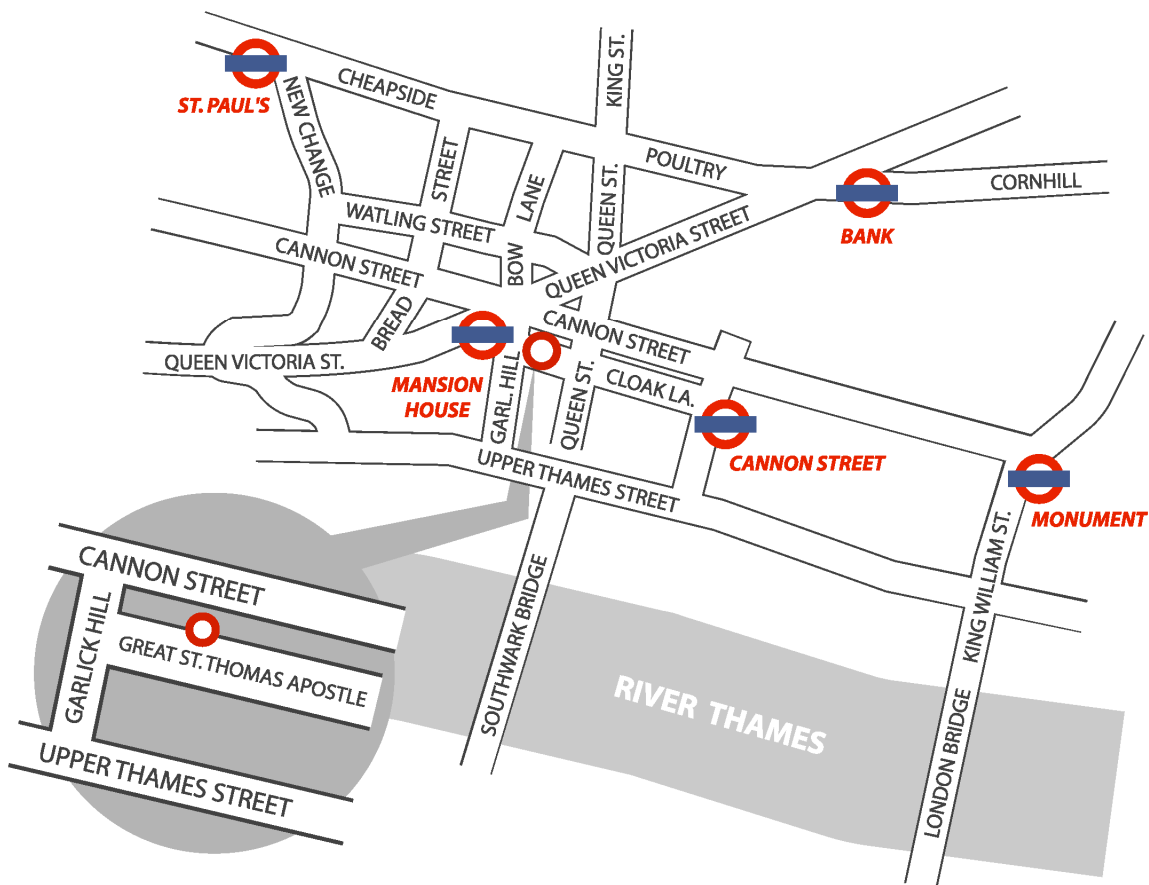 KING ST.
CHEAPSIDE
ST. PAUL'S
NEW CHANGE
STREET
POULTRY
LANE
QUEEN ST.
CORNHILL
WATLING STREET
BANK
QUEEN VICTORIA STREET
CANNON STREET
BOW
BREAD
CANNON STREET
QUEEN VICTORIA ST.
MANSION
HOUSE
GARL. HILL
QUEEN ST.
CLOAK LA.
CANNON STREET
UPPER THAMES STREET
MONUMENT
KING WILLIAM ST.
SOUTHWARK BRIDGE
CANNON STREET
GARLICK HILL
GREAT ST. THOMAS APOSTLE
UPPER THAMES STREET
RIVER THAMES
LONDON BRIDGE